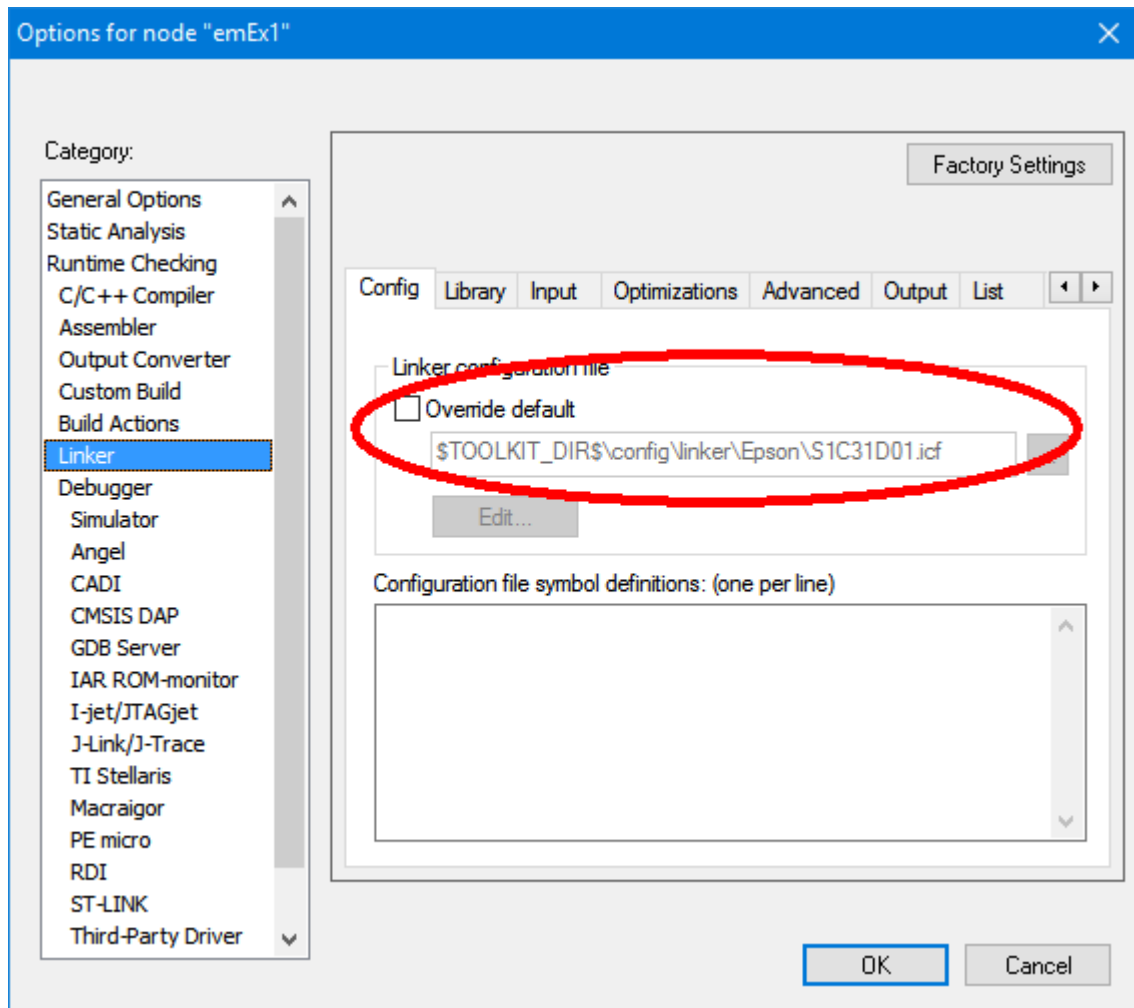 Options for node "emEx1"
Category:
General Options
Static Analysis
Runtime Checking
C/C++ Compiler
Assembler
Output Converter
Custom Build
Build Actions
Linker
Debugger
Simulator
Angel
CADI
CMSIS DAP
GDB Server
IAR ROM-monitor
I-jet/JTAGjet
J-Link/J-Trace
TI Stellaris
Macraigor
PE micro
RDI
ST-LINK
Third-Party Driver
Factory Settings
Config Library Input Optimizations Advanced Output List
Linker configuration file
Override default
$TOOLKIT_DIR$\config\linker\Epson\S1C31D01.icf
Edit...
Configuration file symbol definitions: (one per line)
OK Cancel